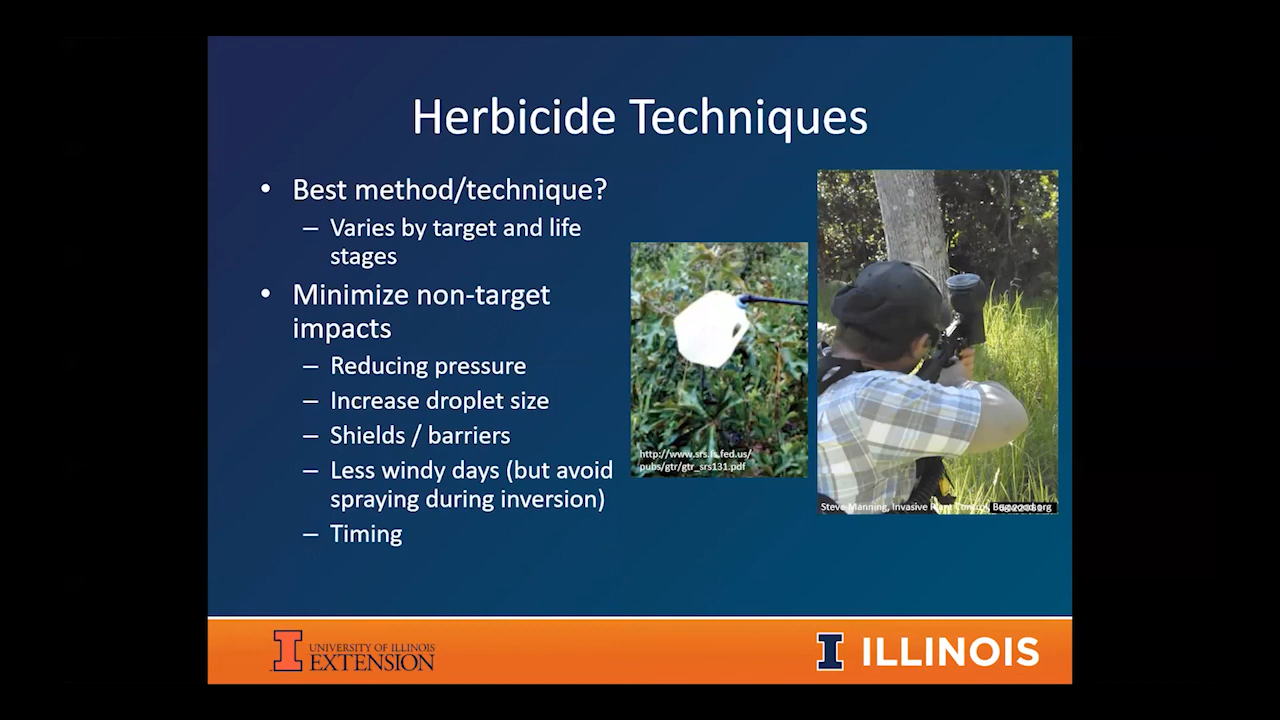 Herbicide Techniques
• Best method/technique?
– Varies by target and life
stages
• Minimize non-target
impacts
– Reducing pressure
– Increase droplet size
– Shields / barriers
– Less windy days (but avoid
spraying during inversion)
– Timing
http://www.srs.fs.fed.us/
pubs/gtr/gtr_srs131.pdf
Steve Manning, Invasive Plant Control, Bugwood.org
I UNIVERSITY OF ILLINOIS
EXTENSION
I ILLINOIS